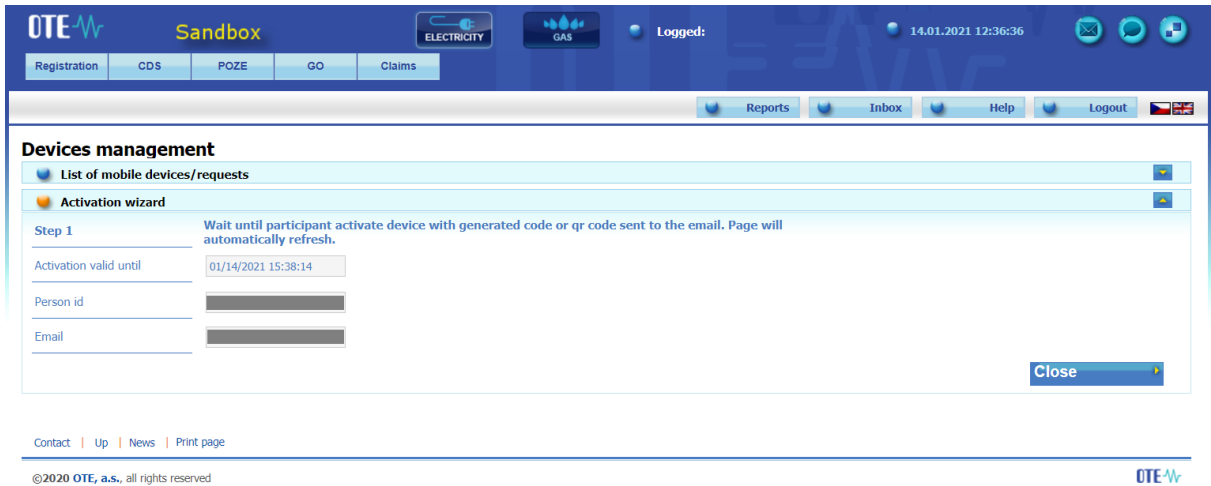 OTE
Sandbox
ELECTRICITY
GAS
Logged:
14.01.2021 12:36:36
Registration
CDS
POZE
GO
Claims
Reports
Inbox
Help
Logout
Devices management
List of mobile devices/requests
Activation wizard
Step 1
Wait until participant activate device with generated code or qr code sent to the email. Page will
automatically refresh.
Activation valid until
01/14/2021 15:38:14
Person id
Email
Close
Contact | Up | News | Print page
©2020 OTE, a.s., all rights reserved
OTE